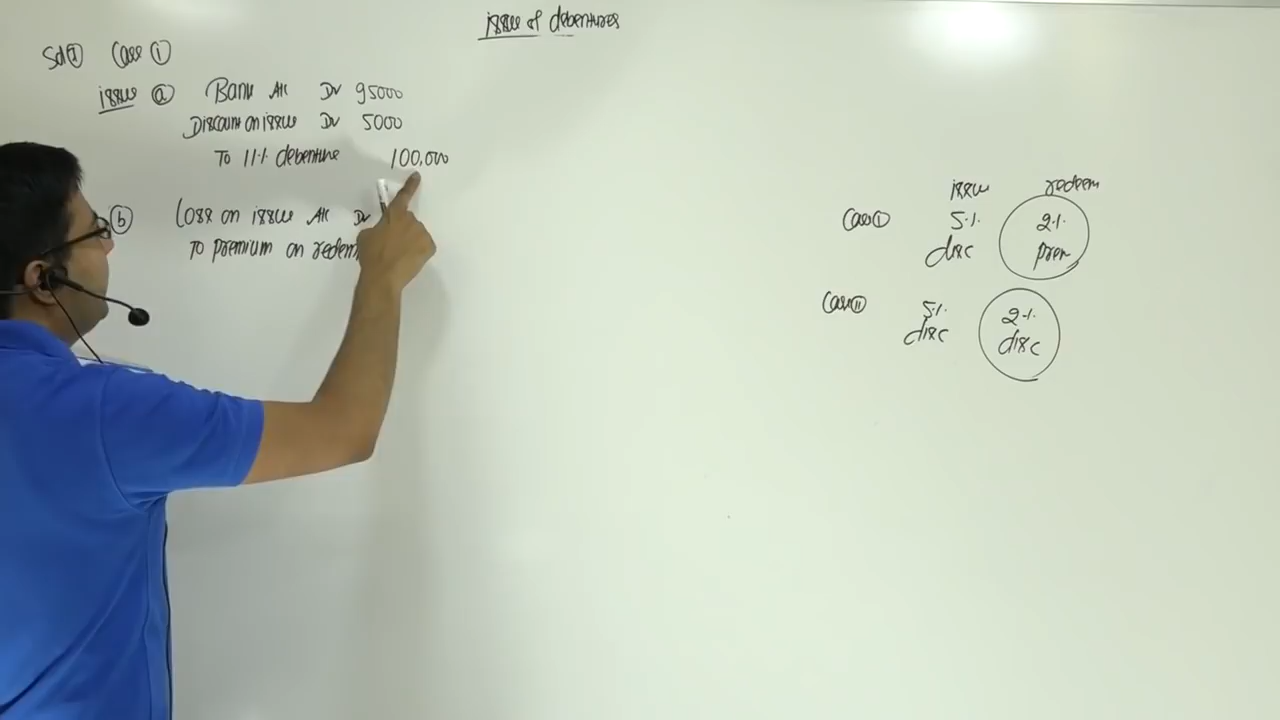 issue of debentures
Sol① Case ①
issue ⓐ Bank A/c Dr 95000
Discount on issue Dr 5000
To 11% debenture 100,000
ⓑ Loss on issue A/c Dr
To premium on redem
issue redeem
Case Ⓘ 5% 2%
disc Prem
Case Ⓘⓘ 5% 2%
disc disc